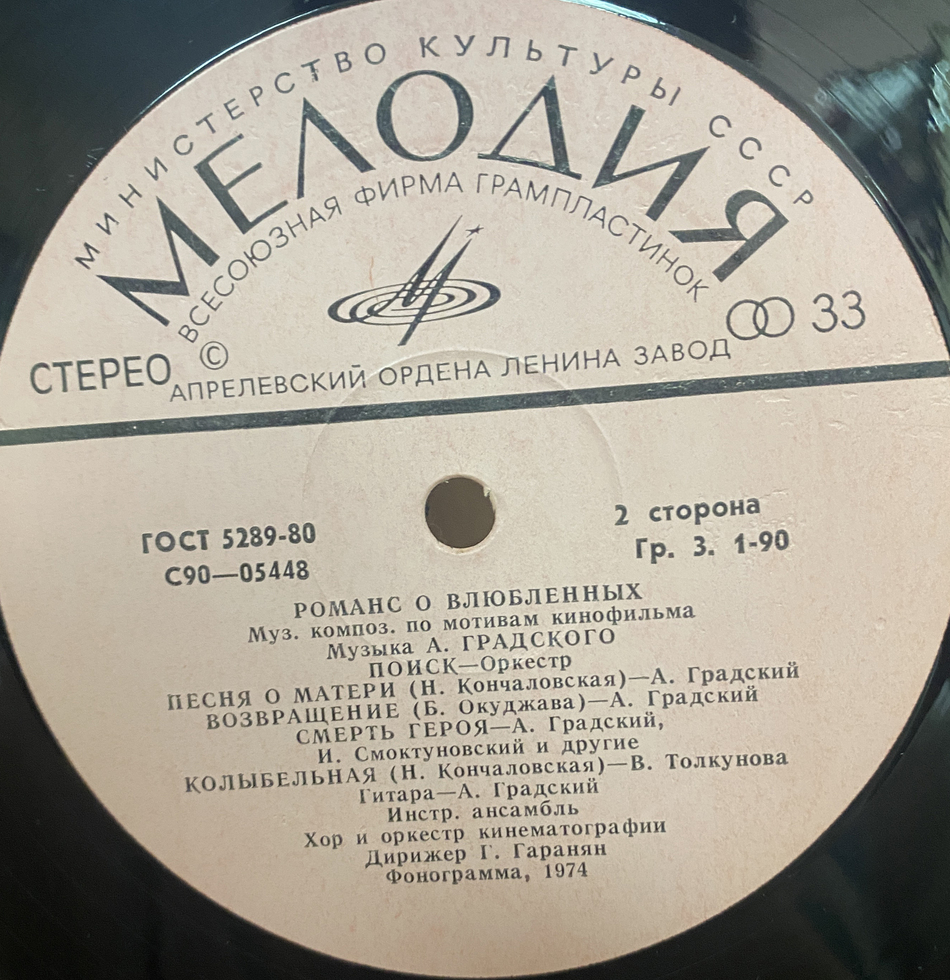 МИНИСТЕРСТВО КУЛЬТУРЫ СССР
МЕЛОДИЯ
ВСЕСОЮЗНАЯ ФИРМА ГРАМПЛАСТИНОК
33
СТЕРЕО
©
АПРЕЛЕВСКИЙ ОРДЕНА ЛЕНИНА ЗАВОД
ГОСТ 5289-80
С90—05448
2 сторона
Гр. 3. 1-90
РОМАНС О ВЛЮБЛЕННЫХ
Муз. композ. по мотивам кинофильма
Музыка А. ГРАДСКОГО
ПОИСК—Оркестр
ПЕСНЯ О МАТЕРИ (Н. Кончаловская)—А. Градский
ВОЗВРАЩЕНИЕ (Б. Окуджава)—А. Градский
СМЕРТЬ ГЕРОЯ—А. Градский,
И. Смоктуновский и другие
КОЛЫБЕЛЬНАЯ (Н. Кончаловская)—В. Толкунова
Гитара—А. Градский
Инстр. ансамбль
Хор и оркестр кинематографии
Дирижер Г. Гаранян
Фонограмма, 1974